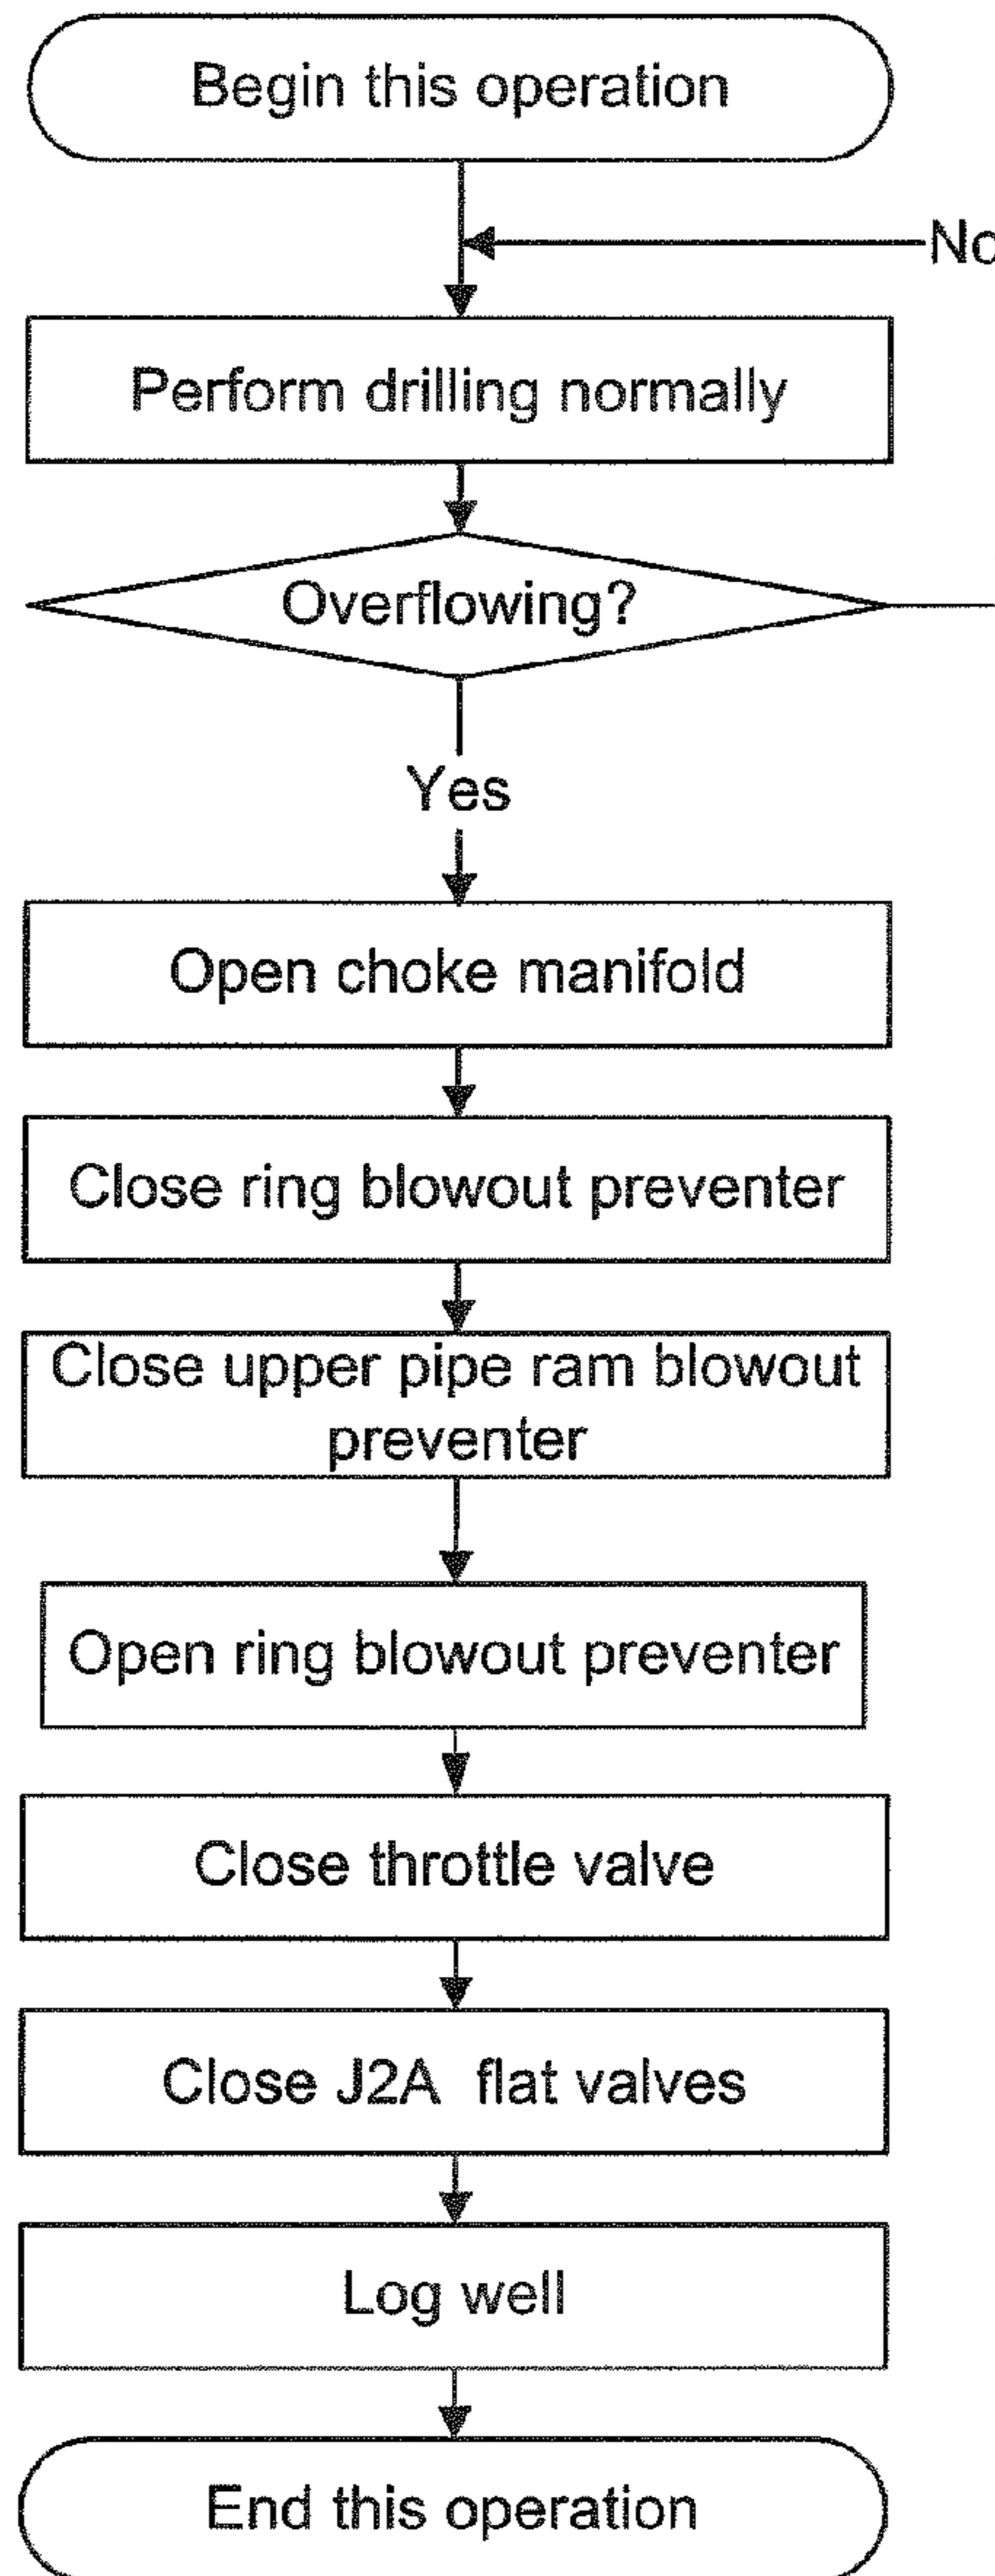 Begin this operation
No
Perform drilling normally
Overflowing?
Yes
Open choke manifold
Close ring blowout preventer
Close upper pipe ram blowout
preventer
Open ring blowout preventer
Close throttle valve
Close J2A flat valves
Log well
End this operation